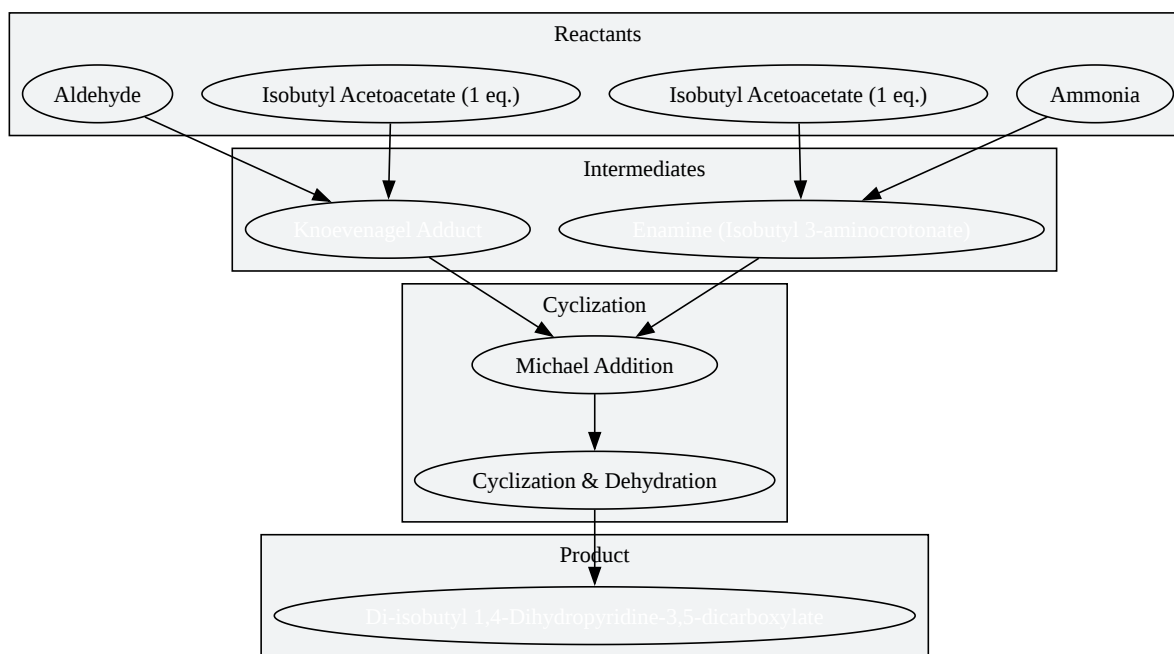 Reactants
Aldehyde
Isobutyl Acetoacetate (1 eq.)
Isobutyl Acetoacetate (1 eq.)
Ammonia
Intermediates
Knoevenagel Adduct
Enamine (Isobutyl 3-aminocrotonate)
Cyclization
Michael Addition
Cyclization & Dehydration
Product
Di-isobutyl 1,4-Dihydropyridine-3,5-dicarboxylate